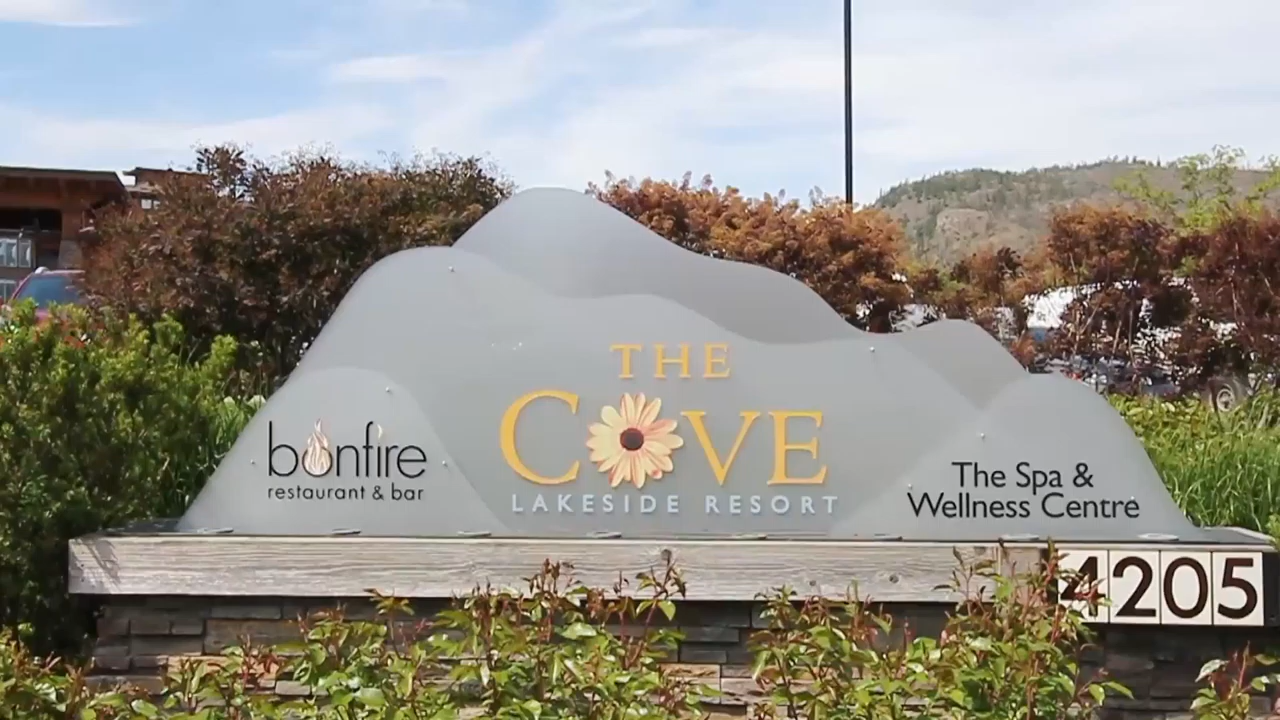 THE
COVE
LAKESIDE RESORT
bonfire
restaurant & bar
The Spa &
Wellness Centre
4205